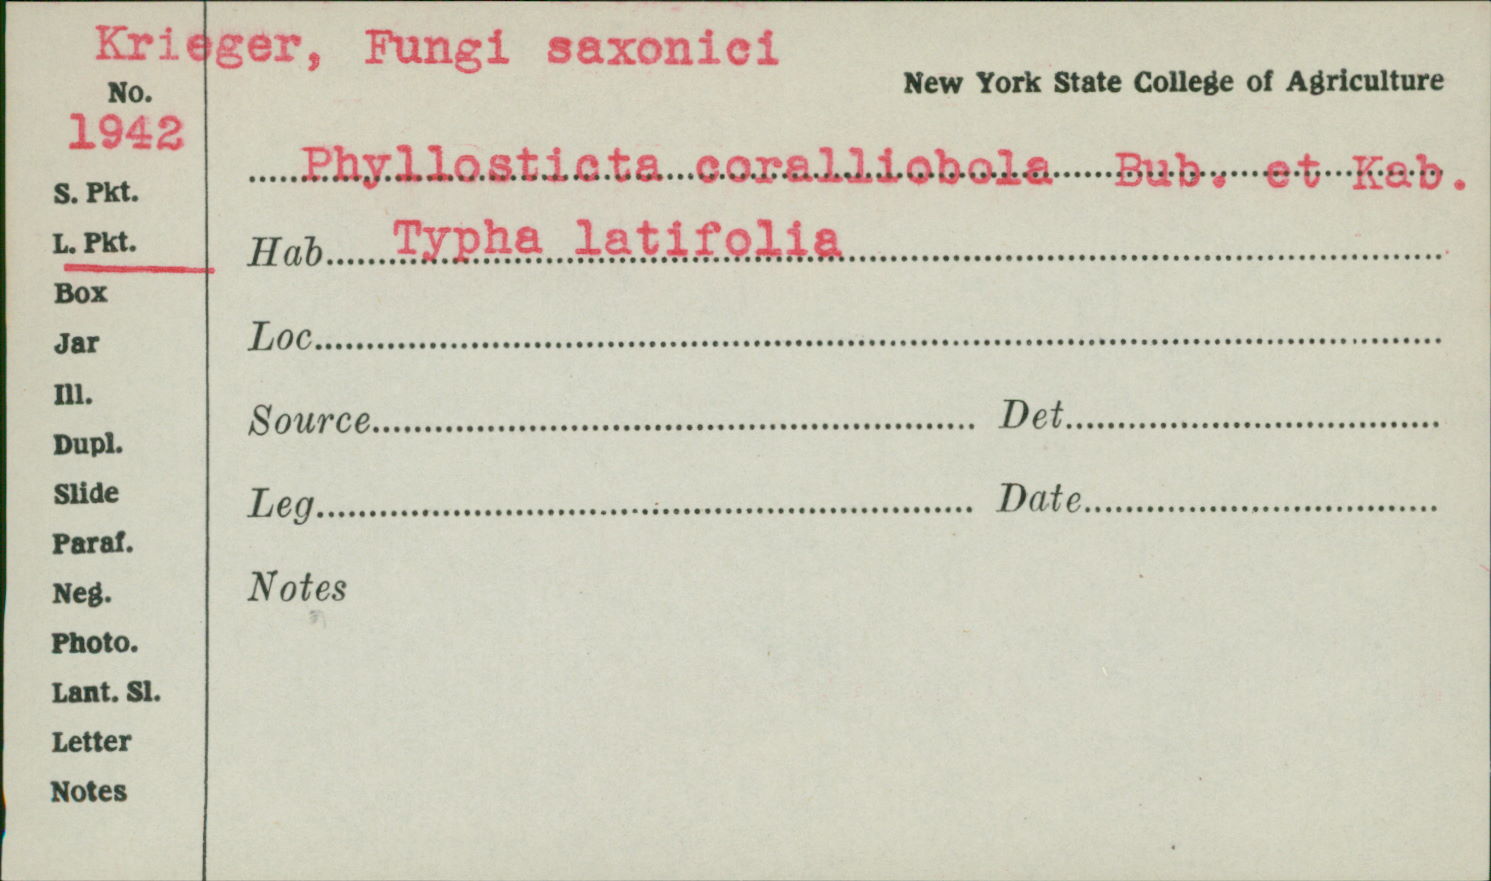 Krieger, Fungi saxonici
New York State College of Agriculture
No.
1942
Phyllosticta coralliobola Bub. et Kab.
S. Pkt.
L. Pkt.
Hab. Typha latifolia
Box
Loc.
Jar
Ill.
Source Det.
Dupl.
Slide
Leg. Date
Paraf.
Neg.
Notes
Photo.
Lant. Sl.
Letter
Notes